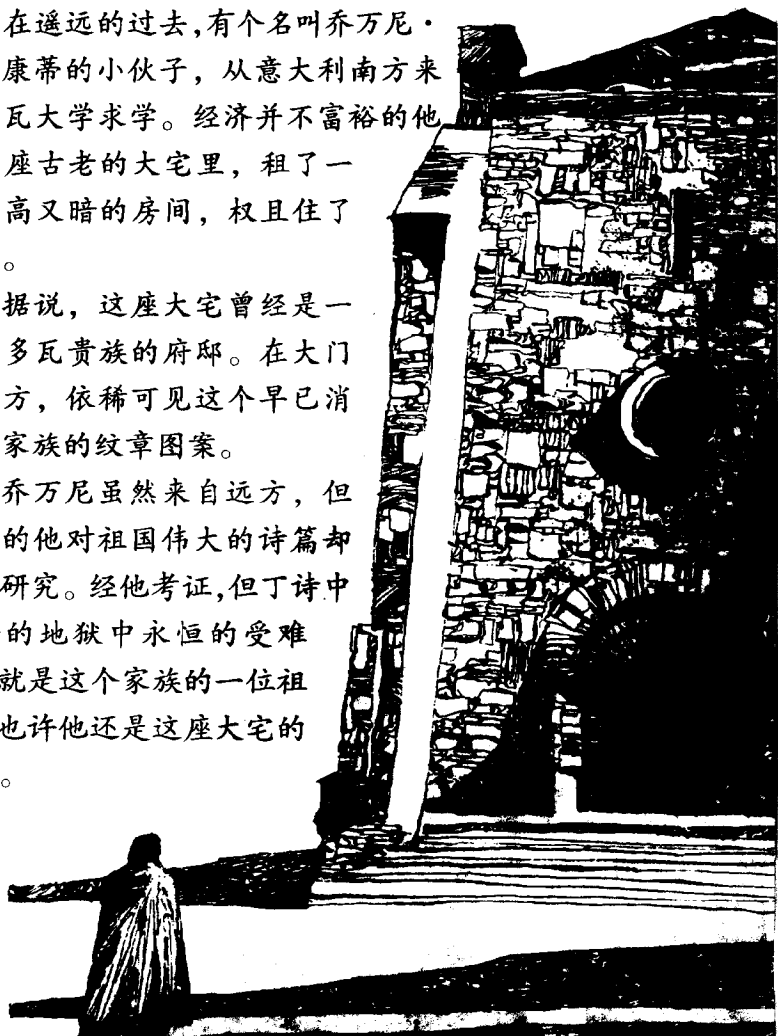 在遥远的过去,有个名叫乔万尼·
康蒂的小伙子，从意大利南方来
瓦大学求学。经济并不富裕的他
座古老的大宅里，租了一
高又暗的房间，权且住了
。
据说，这座大宅曾经是一
多瓦贵族的府邸。在大门
方，依稀可见这个早已消
家族的纹章图案。
乔万尼虽然来自远方，但
的他对祖国伟大的诗篇却
研究。经他考证,但丁诗中
的地狱中永恒的受难
就是这个家族的一位祖
也许他还是这座大宅的
。